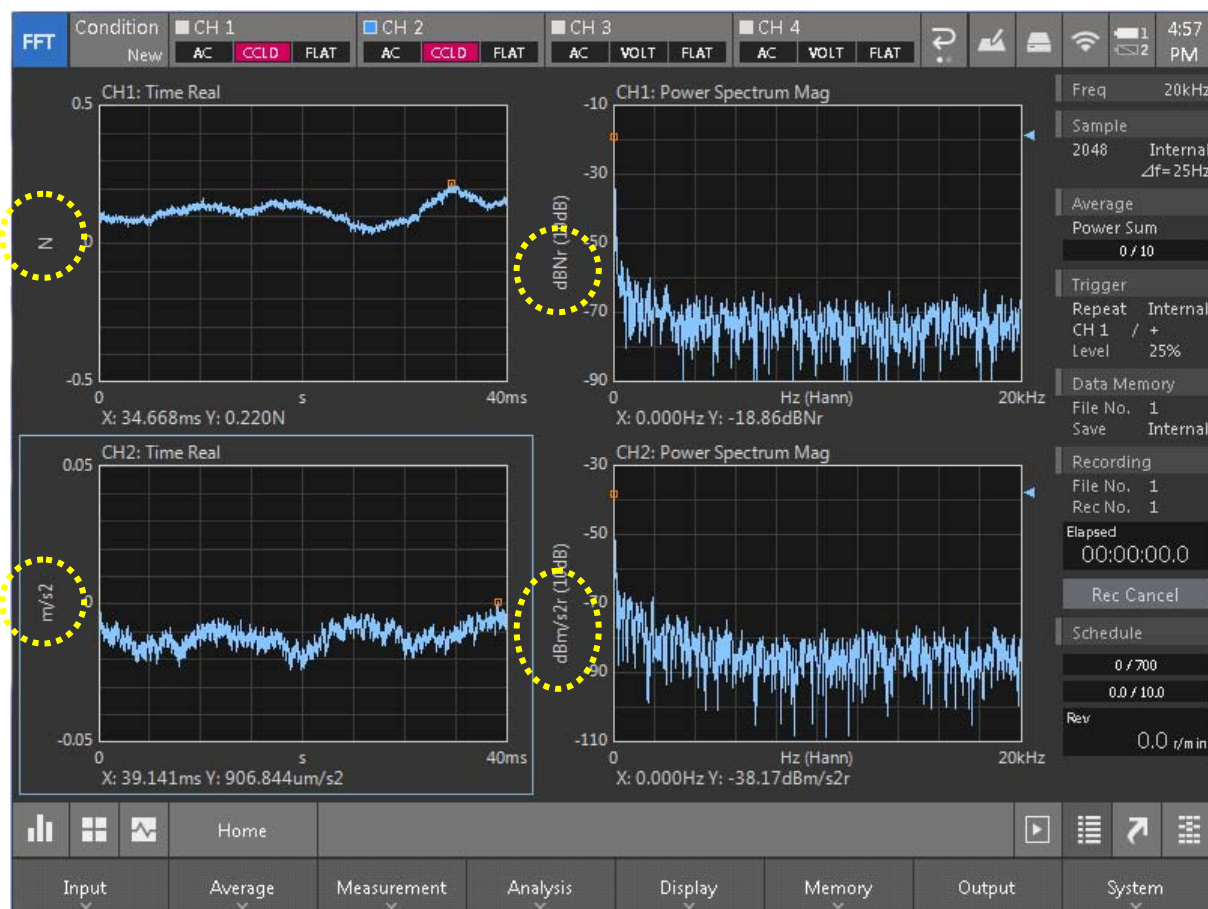 FFT
Condition
New
CH 1
AC CCLD FLAT
CH 2
AC CCLD FLAT
CH 3
AC VOLT FLAT
CH 4
AC VOLT FLAT
1
2
4:57
PM
CH1: Time Real
0.5
N
0
-0.5
0 s 40ms
X: 34.668ms Y: 0.220N
CH1: Power Spectrum Mag
-10
-30
dBNr (10dB)
-50
-70
-90
0 Hz (Hann) 20kHz
X: 0.000Hz Y: -18.86dBNr
CH2: Time Real
0.05
m/s2
0
-0.05
0 s 40ms
X: 39.141ms Y: 906.844um/s2
CH2: Power Spectrum Mag
-30
-50
dBm/s2r (10dB)
-70
-90
-110
0 Hz (Hann) 20kHz
X: 0.000Hz Y: -38.17dBm/s2r
Freq 20kHz
Sample
2048 Internal
⊿f=25Hz
Average
Power Sum
0 / 10
Trigger
Repeat Internal
CH 1 / +
Level 25%
Data Memory
File No. 1
Save Internal
Recording
File No. 1
Rec No. 1
Elapsed
00:00:00.0
Rec Cancel
Schedule
0 / 700
0.0 / 10.0
Rev
0.0 r/min
Home
Input Average Measurement Analysis Display Memory Output System